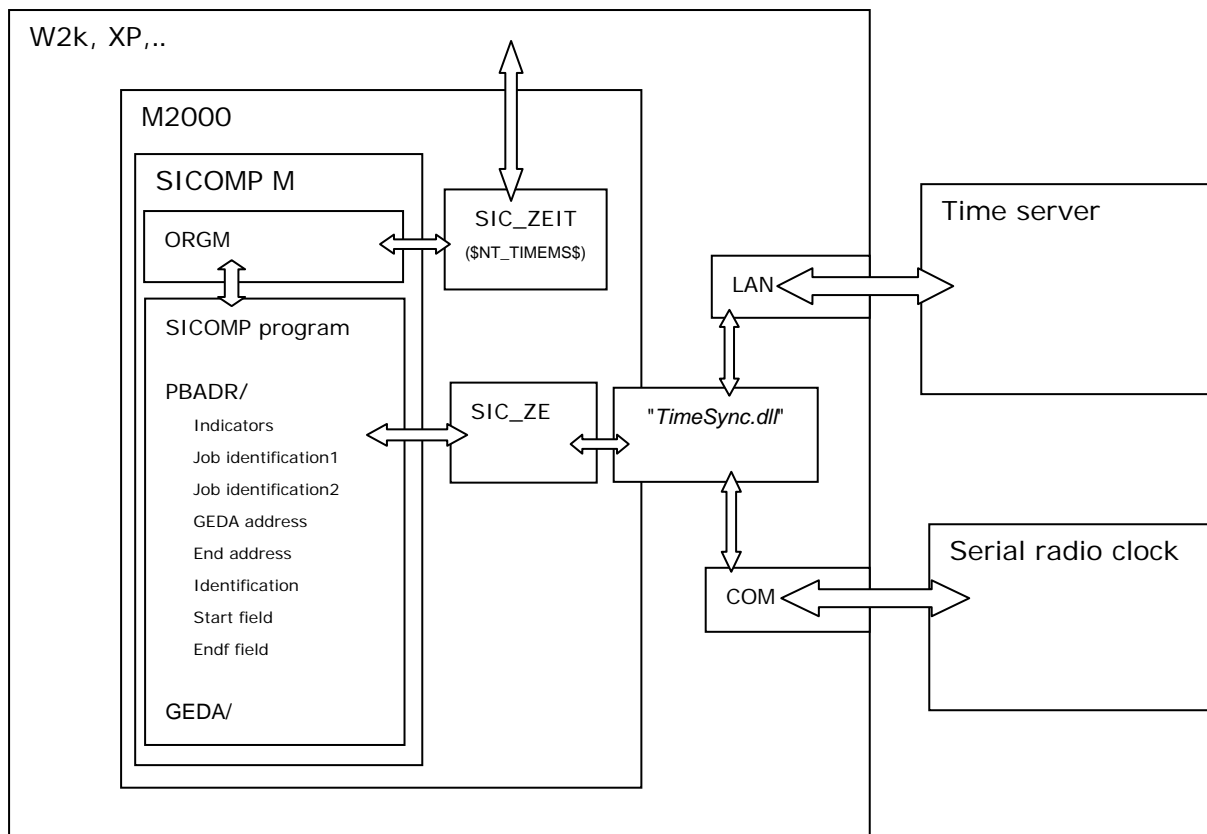 W2k, XP,..
M2000
SICOMP M
ORGM
SIC_ZEIT
($NT_TIMEMS$)
Time server
LAN
SICOMP program
PBADR/
Indicators
Job identification1
Job identification2
GEDA address
End address
Identification
Start field
Endf field
GEDA/
SIC_ZE
"TimeSync.dll"
Serial radio clock
COM